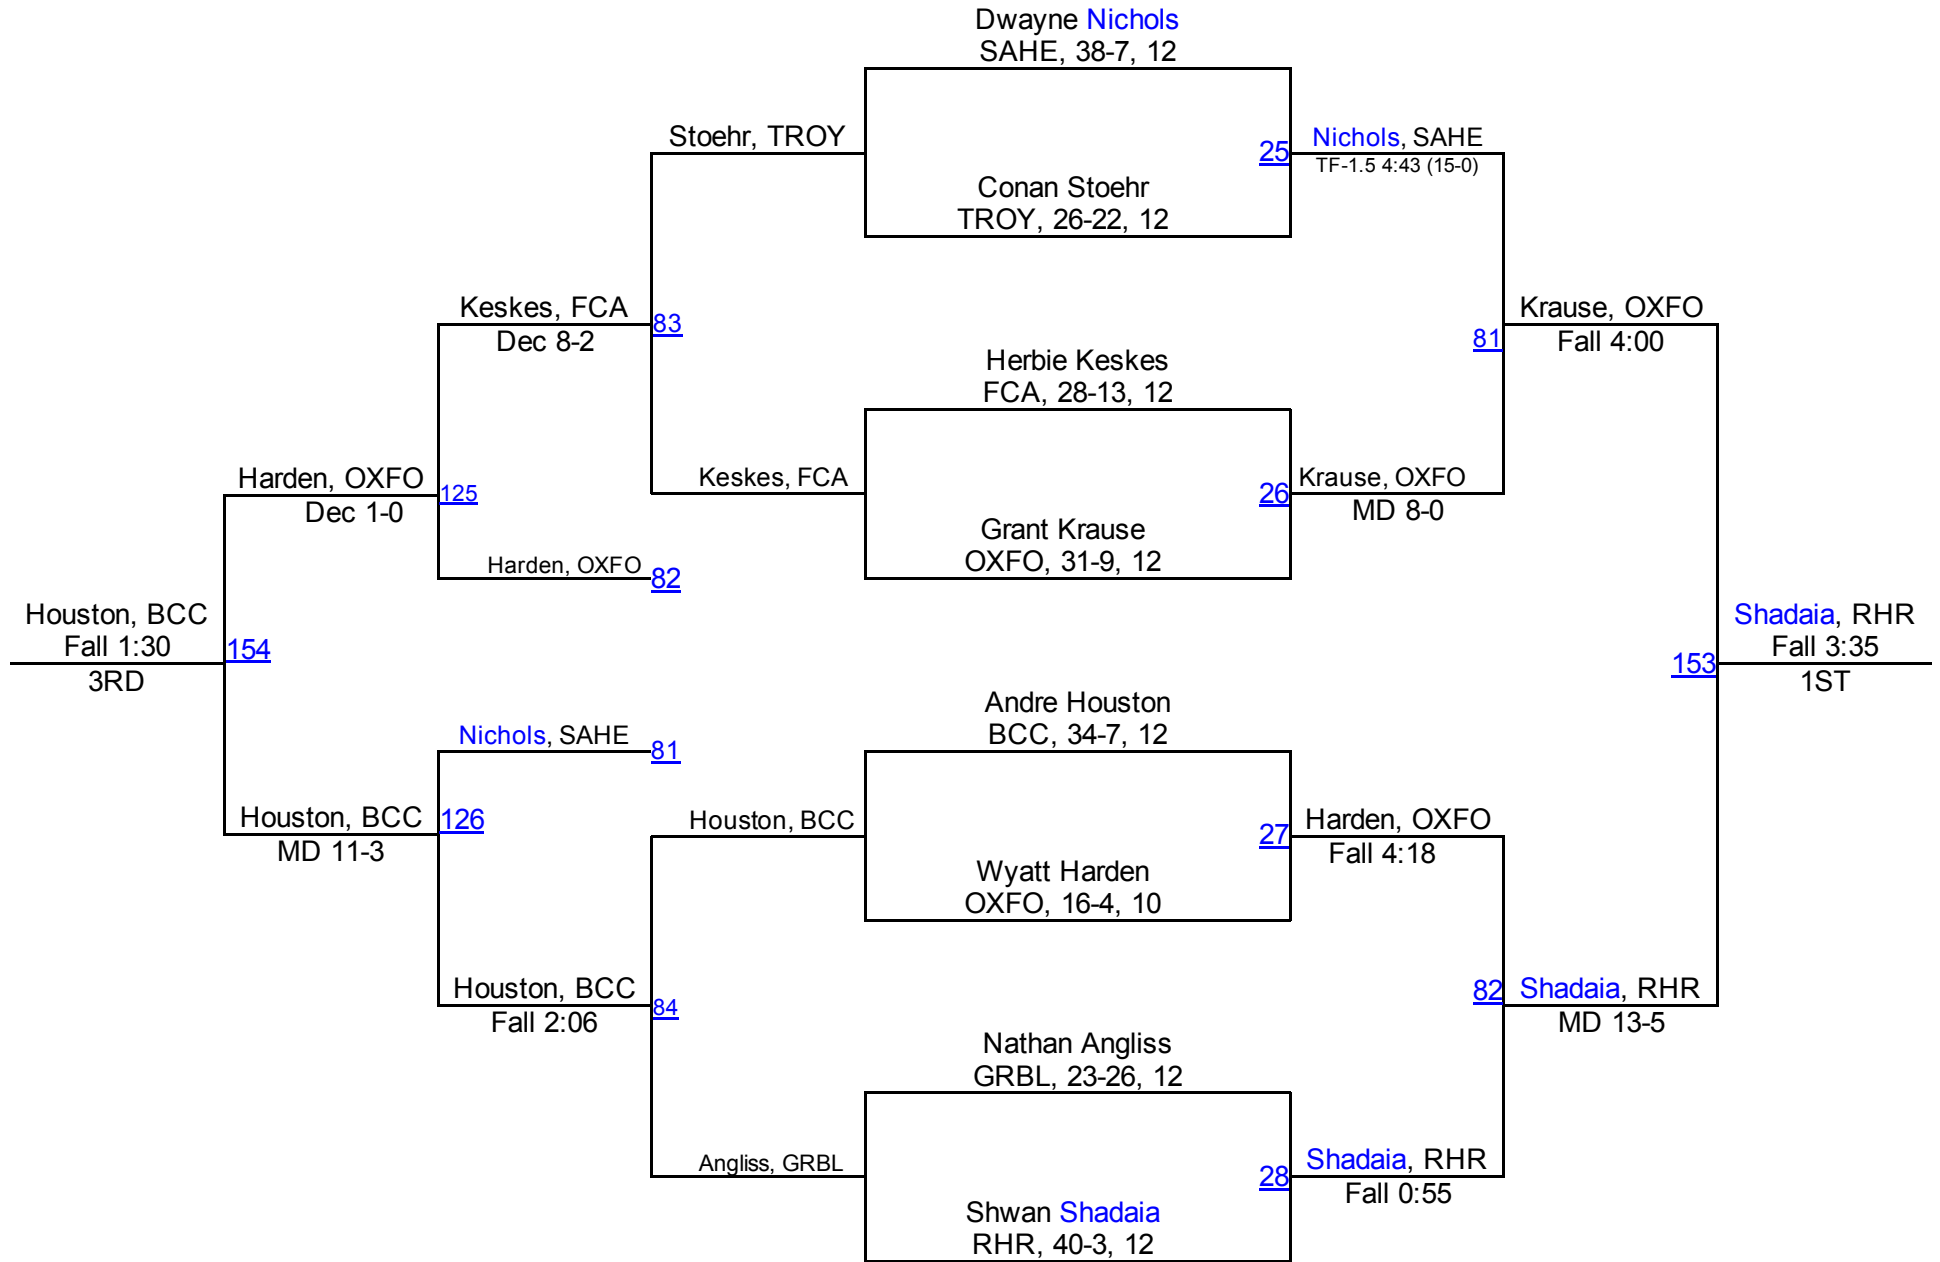 Dwayne Nichols
SAHE, 38-7, 12
Stoehr, TROY
25
Nichols, SAHE
TF-1.5 4:43 (15-0)
Conan Stoehr
TROY, 26-22, 12
Keskes, FCA
Dec 8-2
83
Krause, OXFO
Fall 4:00
81
Herbie Keskes
FCA, 28-13, 12
Harden, OXFO
Dec 1-0
125
Keskes, FCA
26
Krause, OXFO
MD 8-0
Grant Krause
OXFO, 31-9, 12
Harden, OXFO
82
Houston, BCC
Fall 1:30
3RD
154
Shadaia, RHR
Fall 3:35
1ST
153
Andre Houston
BCC, 34-7, 12
Nichols, SAHE
81
Houston, BCC
MD 11-3
126
Houston, BCC
27
Harden, OXFO
Fall 4:18
Wyatt Harden
OXFO, 16-4, 10
Houston, BCC
Fall 2:06
84
82
Shadaia, RHR
MD 13-5
Nathan Angliss
GRBL, 23-26, 12
Angliss, GRBL
28
Shadaia, RHR
Fall 0:55
Shwan Shadaia
RHR, 40-3, 12